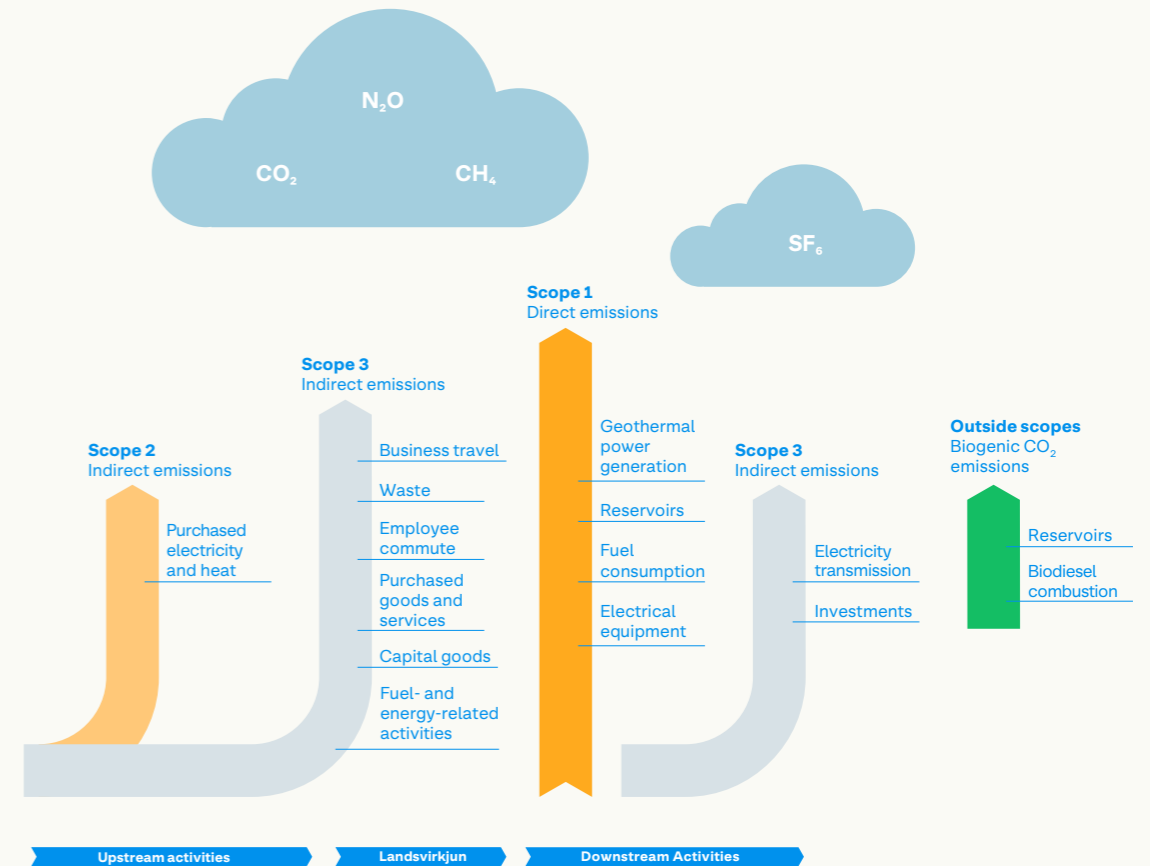 N₂O
CO₂
CH₄
SF₆
Scope 1
Direct emissions
Geothermal
power
generation
Reservoirs
Fuel
consumption
Electrical
equipment
Scope 3
Indirect emissions
Business travel
Waste
Employee
commute
Purchased
goods and
services
Capital goods
Fuel- and
energy-related
activities
Scope 2
Indirect emissions
Purchased
electricity
and heat
Scope 3
Indirect emissions
Electricity
transmission
Investments
Outside scopes
Biogenic CO₂
emissions
Reservoirs
Biodiesel
combustion
Upstream activities
Landsvirkjun
Downstream Activities